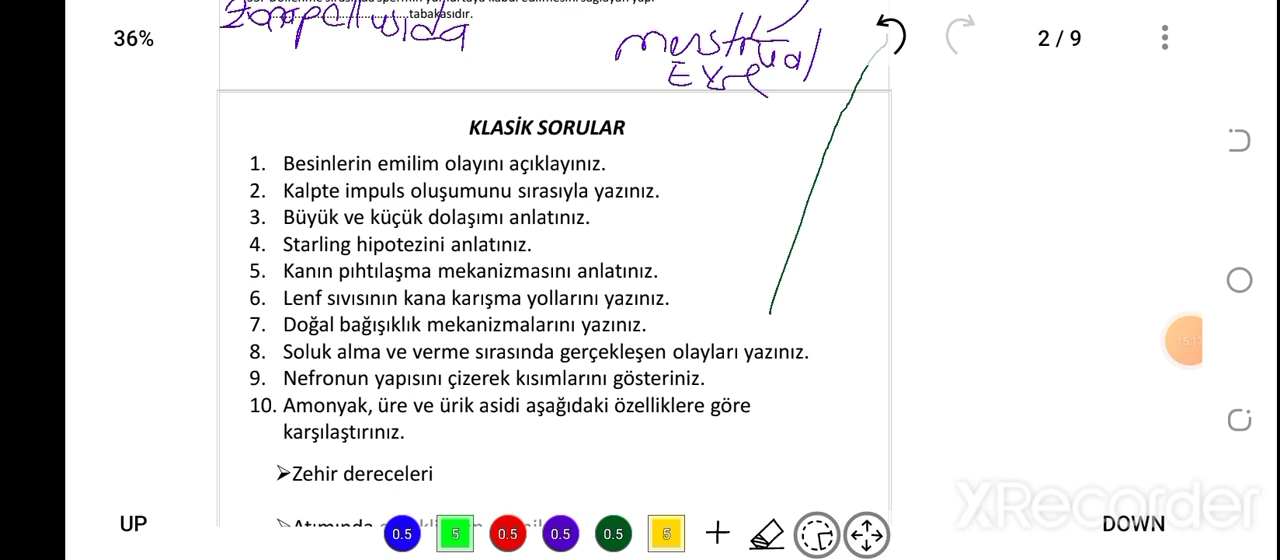 tabakasıdır.
zona pellusida
menstrüal
Evre
36%
2 / 9
KLASİK SORULAR
1. Besinlerin emilim olayını açıklayınız.
2. Kalpte impuls oluşumunu sırasıyla yazınız.
3. Büyük ve küçük dolaşımı anlatınız.
4. Starling hipotezini anlatınız.
5. Kanın pıhtılaşma mekanizmasını anlatınız.
6. Lenf sıvısının kana karışma yollarını yazınız.
7. Doğal bağışıklık mekanizmalarını yazınız.
8. Soluk alma ve verme sırasında gerçekleşen olayları yazınız.
9. Nefronun yapısını çizerek kısımlarını gösteriniz.
10. Amonyak, üre ve ürik asidi aşağıdaki özelliklere göre
karşılaştırınız.
➢Zehir dereceleri
UP
0.5 5 0.5 0.5 0.5 5
DOWN
XRecorder